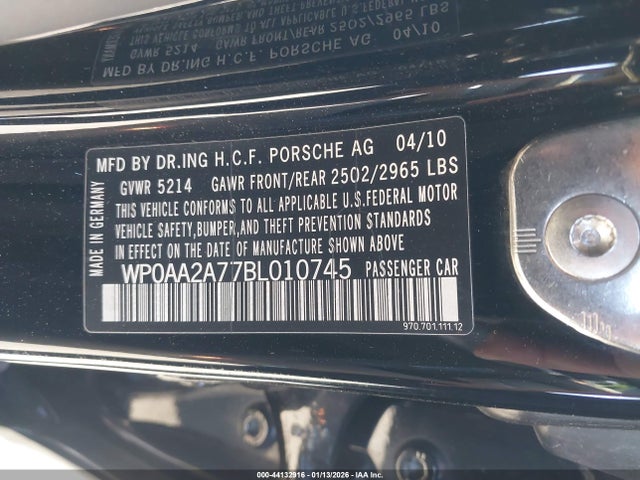 MFD BY DR.ING H.C.F. PORSCHE AG 04/10
GVWR 5214 GAWR FRONT/REAR 2502/2965 LBS
THIS VEHICLE CONFORMS TO ALL APPLICABLE U.S.FEDERAL MOTOR
VEHICLE SAFETY,BUMPER,AND THEFT PREVENTION STANDARDS
IN EFFECT ON THE DATE OF MANUFACTURE SHOWN ABOVE.
WP0AA2A77BL010745 PASSENGER CAR
970.701.111.12
MADE IN GERMANY
000-44132916 - 01/13/2026 - IAA Inc.